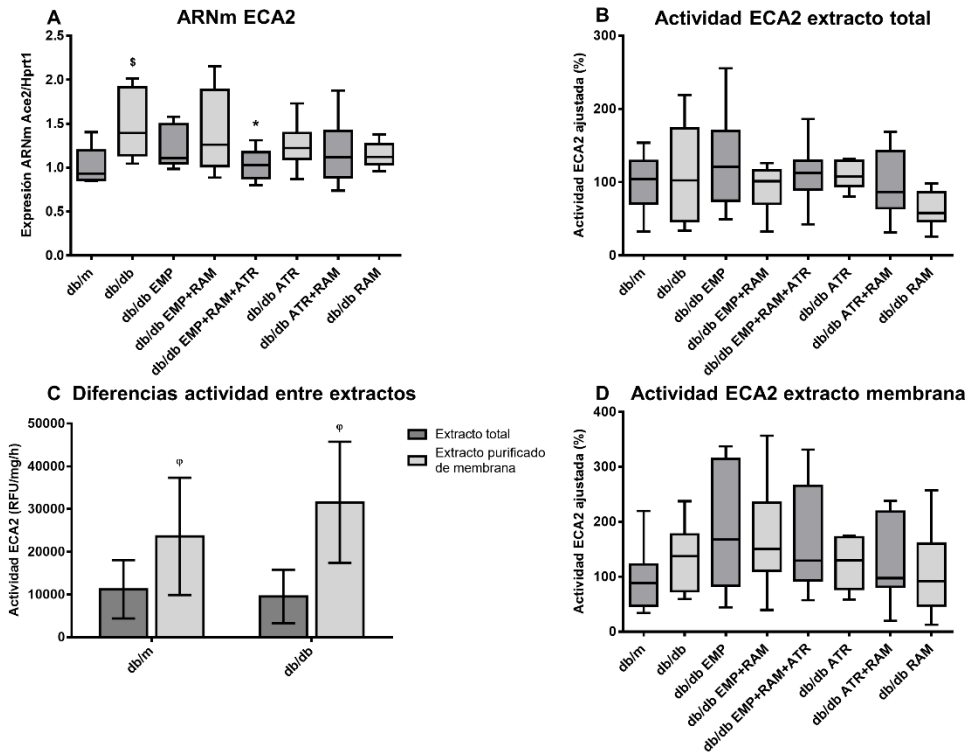 A ARNm ECA2
Expresión ARNm Ace2/Hprt1
2.5
2.0
1.5
1.0
0.5
0.0
$
*
db/m
db/db
db/db EMP
db/db EMP+RAM
db/db EMP+RAM+ATR
db/db ATR
db/db ATR+RAM
db/db RAM
B Actividad ECA2 extracto total
Actividad ECA2 ajustada (%)
300
200
100
0
db/m
db/db
db/db EMP
db/db EMP+RAM
db/db EMP+RAM+ATR
db/db ATR
db/db ATR+RAM
db/db RAM
C Diferencias actividad entre extractos
Actividad ECA2 (RFU/mg/h)
50000
40000
30000
20000
10000
0
φ
φ
db/m
db/db
Extracto total
Extracto purificado
de membrana
D Actividad ECA2 extracto membrana
Actividad ECA2 ajustada (%)
400
300
200
100
0
db/m
db/db
db/db EMP
db/db EMP+RAM
db/db EMP+RAM+ATR
db/db ATR
db/db ATR+RAM
db/db RAM